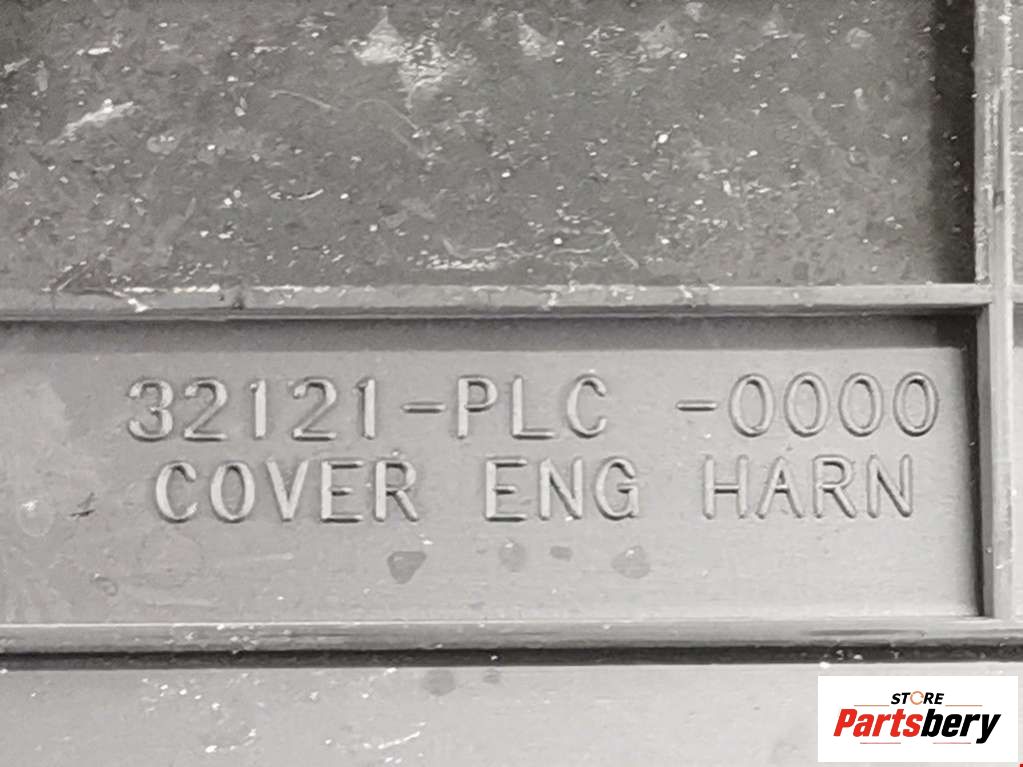 32121-PLC -0000
COVER ENG HARN
STORE
Partsbery